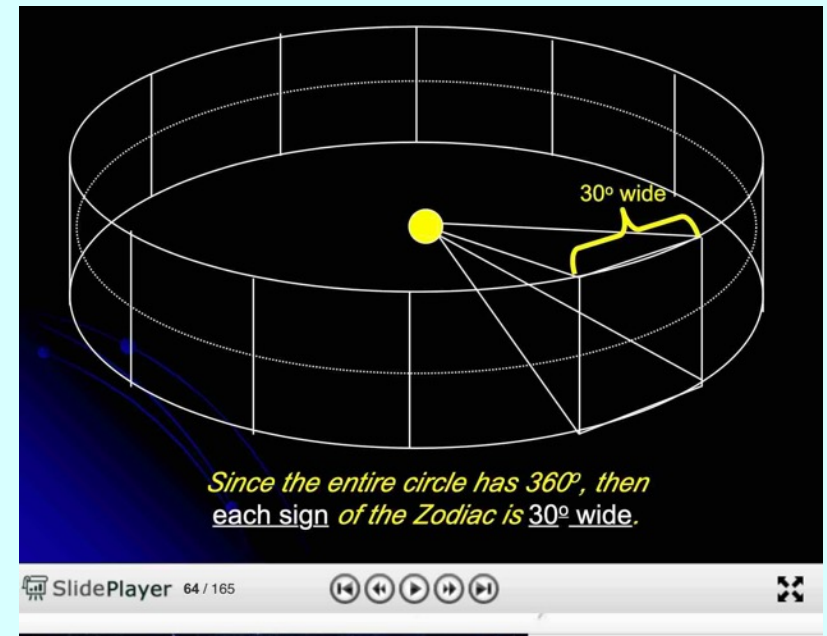 30º wide
Since the entire circle has 360º, then
each sign of the Zodiac is 30º wide.
SlidePlayer 64 / 165